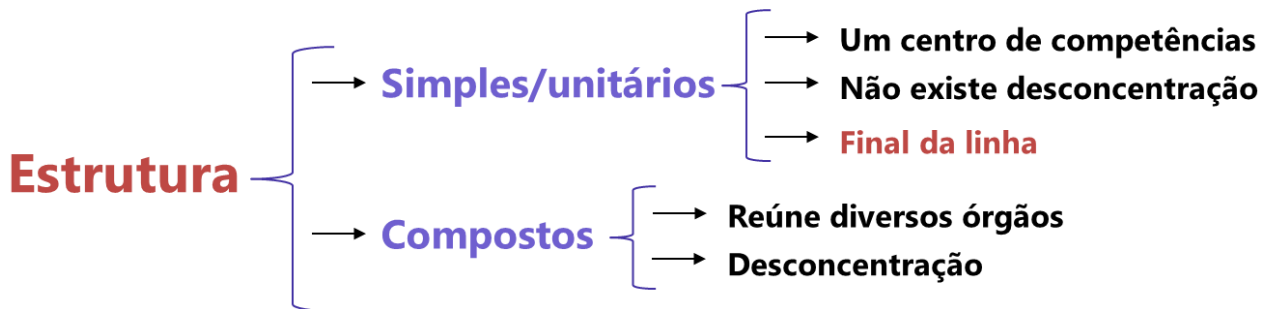 Estrutura
Simples/unitários
Um centro de competências
Não existe desconcentração
Final da linha
Compostos
Reúne diversos órgãos
Desconcentração